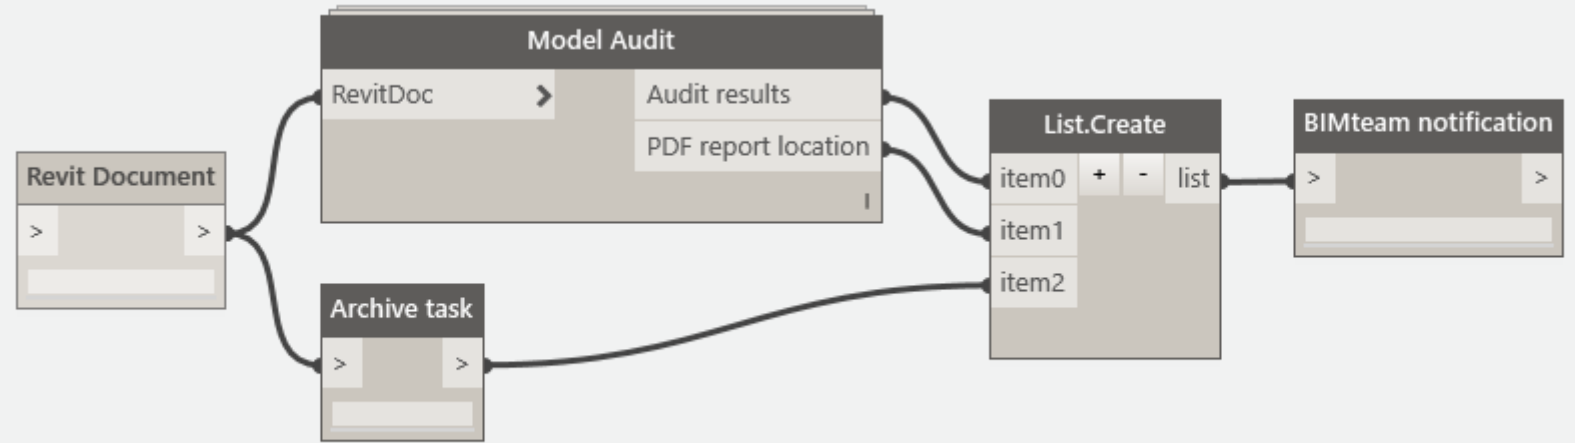 Model Audit
RevitDoc
Audit results
PDF report location
l
Revit Document
>
>
Archive task
>
>
List.Create
item0
+
-
list
item1
item2
BIMteam notification
>
>